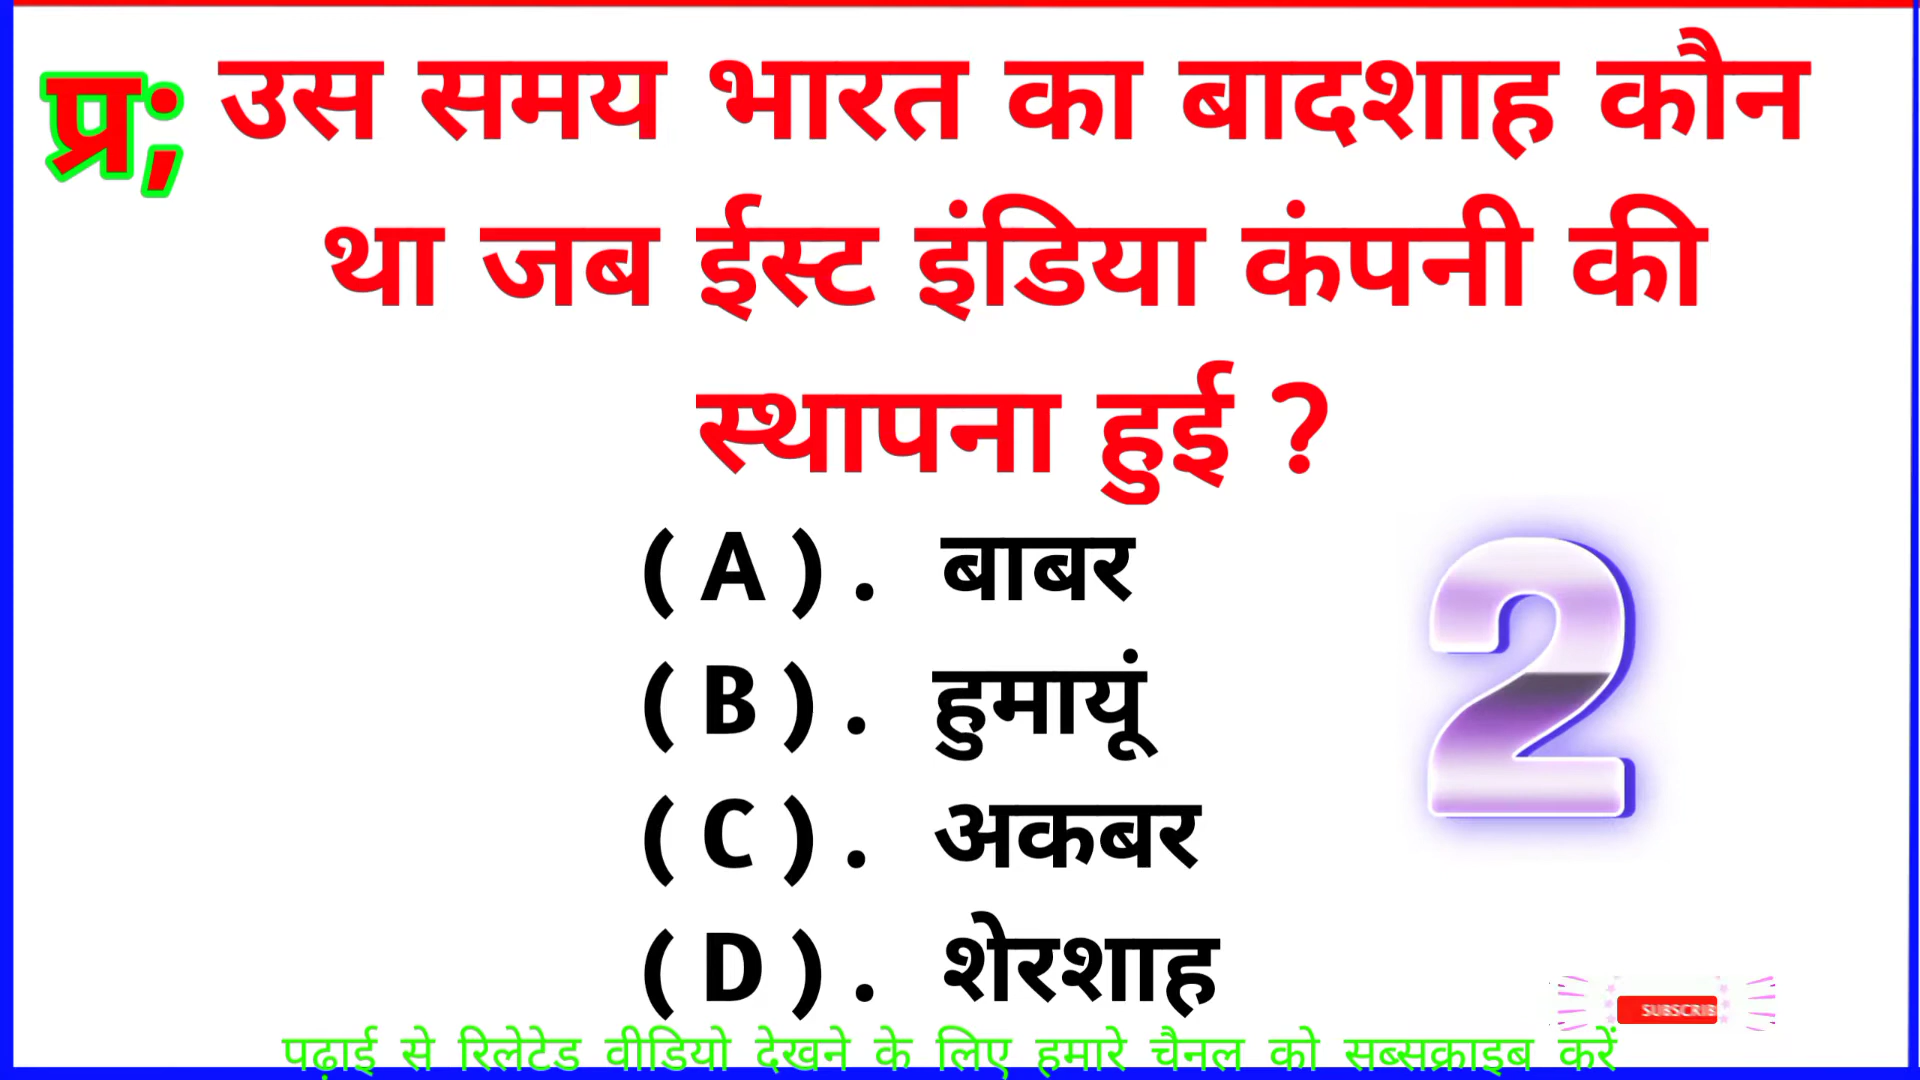 प्र; उस समय भारत का बादशाह कौन
था जब ईस्ट इंडिया कंपनी की
स्थापना हुई ?
( A ) . बाबर
( B ) . हुमायूं
( C ) . अकबर
( D ) . शेरशाह
2
SUBSCRIB
पढ़ाई से रिलेटेड वीडियो देखने के लिए हमारे चैनल को सब्सक्राइब करें